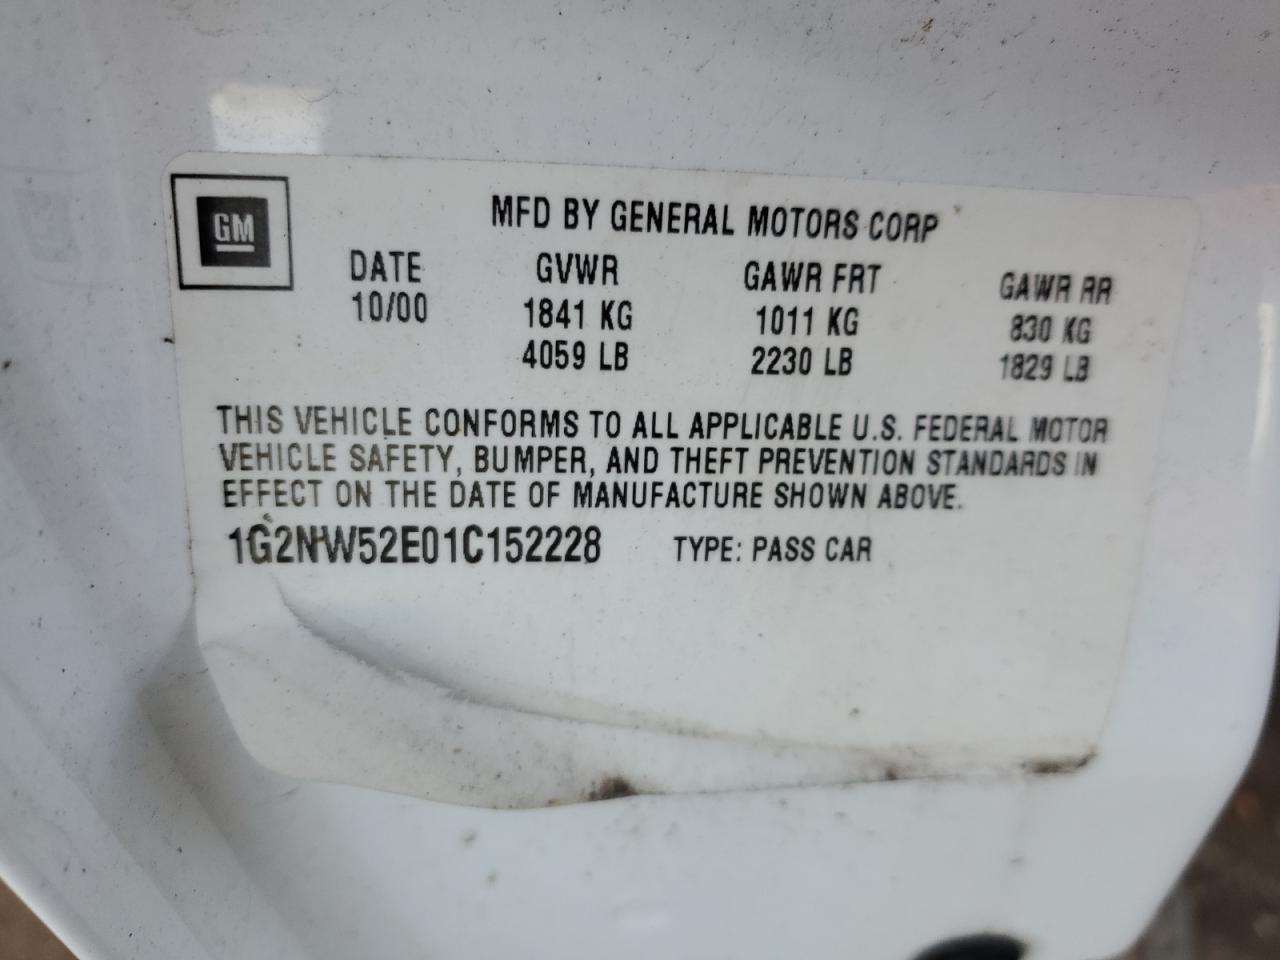 GM
MFD BY GENERAL MOTORS CORP
DATE GVWR GAWR FRT GAWR RR
10/00 1841 KG 1011 KG 830 KG
4059 LB 2230 LB 1829 LB
THIS VEHICLE CONFORMS TO ALL APPLICABLE U.S. FEDERAL MOTOR
VEHICLE SAFETY, BUMPER, AND THEFT PREVENTION STANDARDS IN
EFFECT ON THE DATE OF MANUFACTURE SHOWN ABOVE.
1G2NW52E01C152228 TYPE: PASS CAR